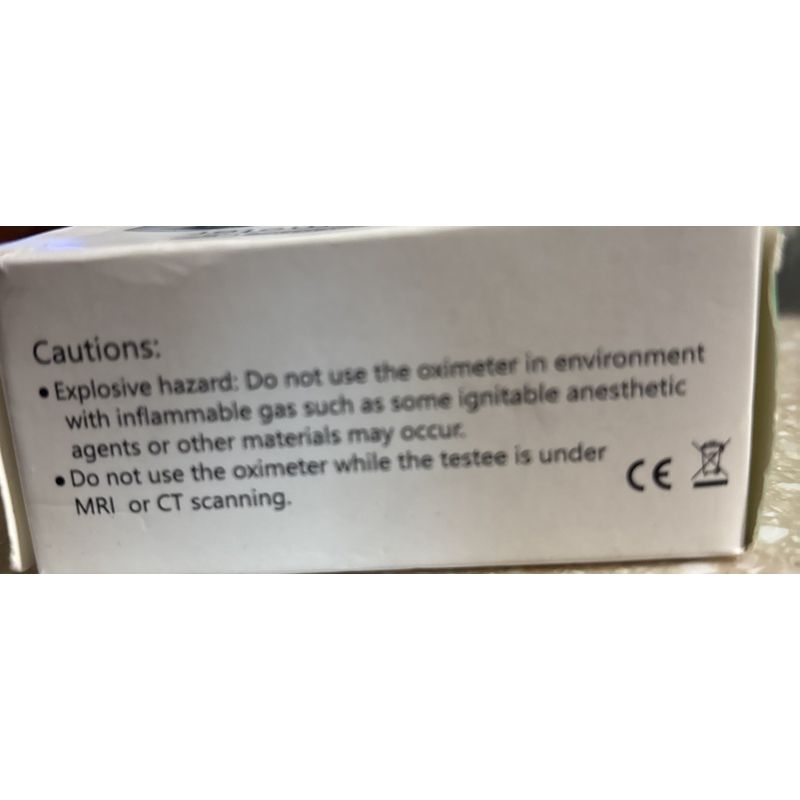 Cautions:
•Explosive hazard: Do not use the oximeter in environment
with inflammable gas such as some ignitable anesthetic
agents or other materials may occur.
•Do not use the oximeter while the testee is under
MRI or CT scanning.
CE